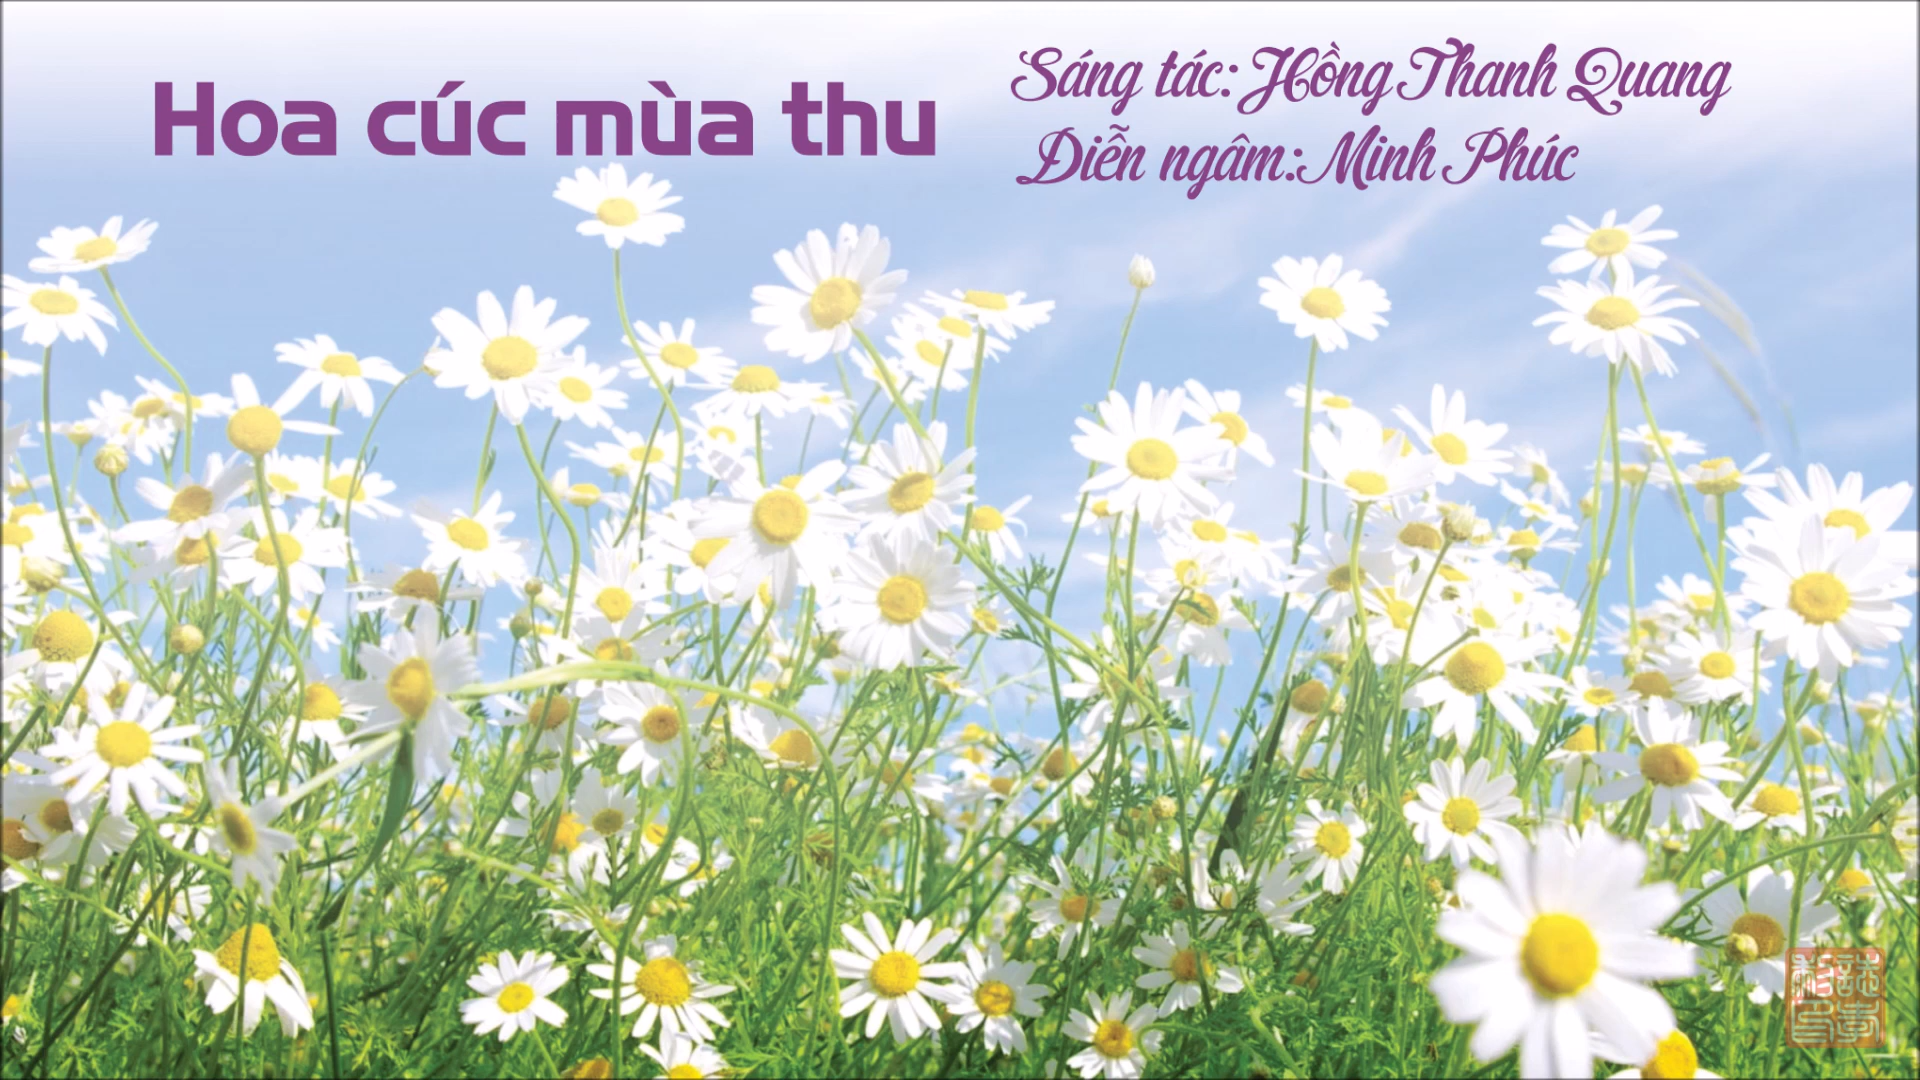 Hoa cúc mùa thu
Sáng tác: Hồng Thanh Quang
Diễn ngâm: Minh Phúc